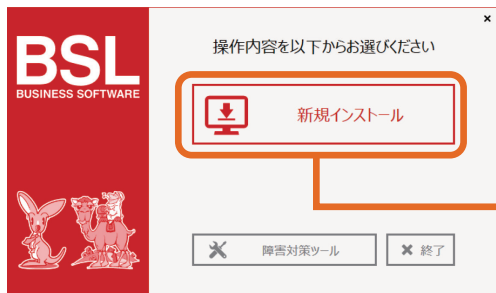 BSL
BUSINESS SOFTWARE
×
操作内容を以下からお選びください
新規インストール
障害対策ツール
× 終了